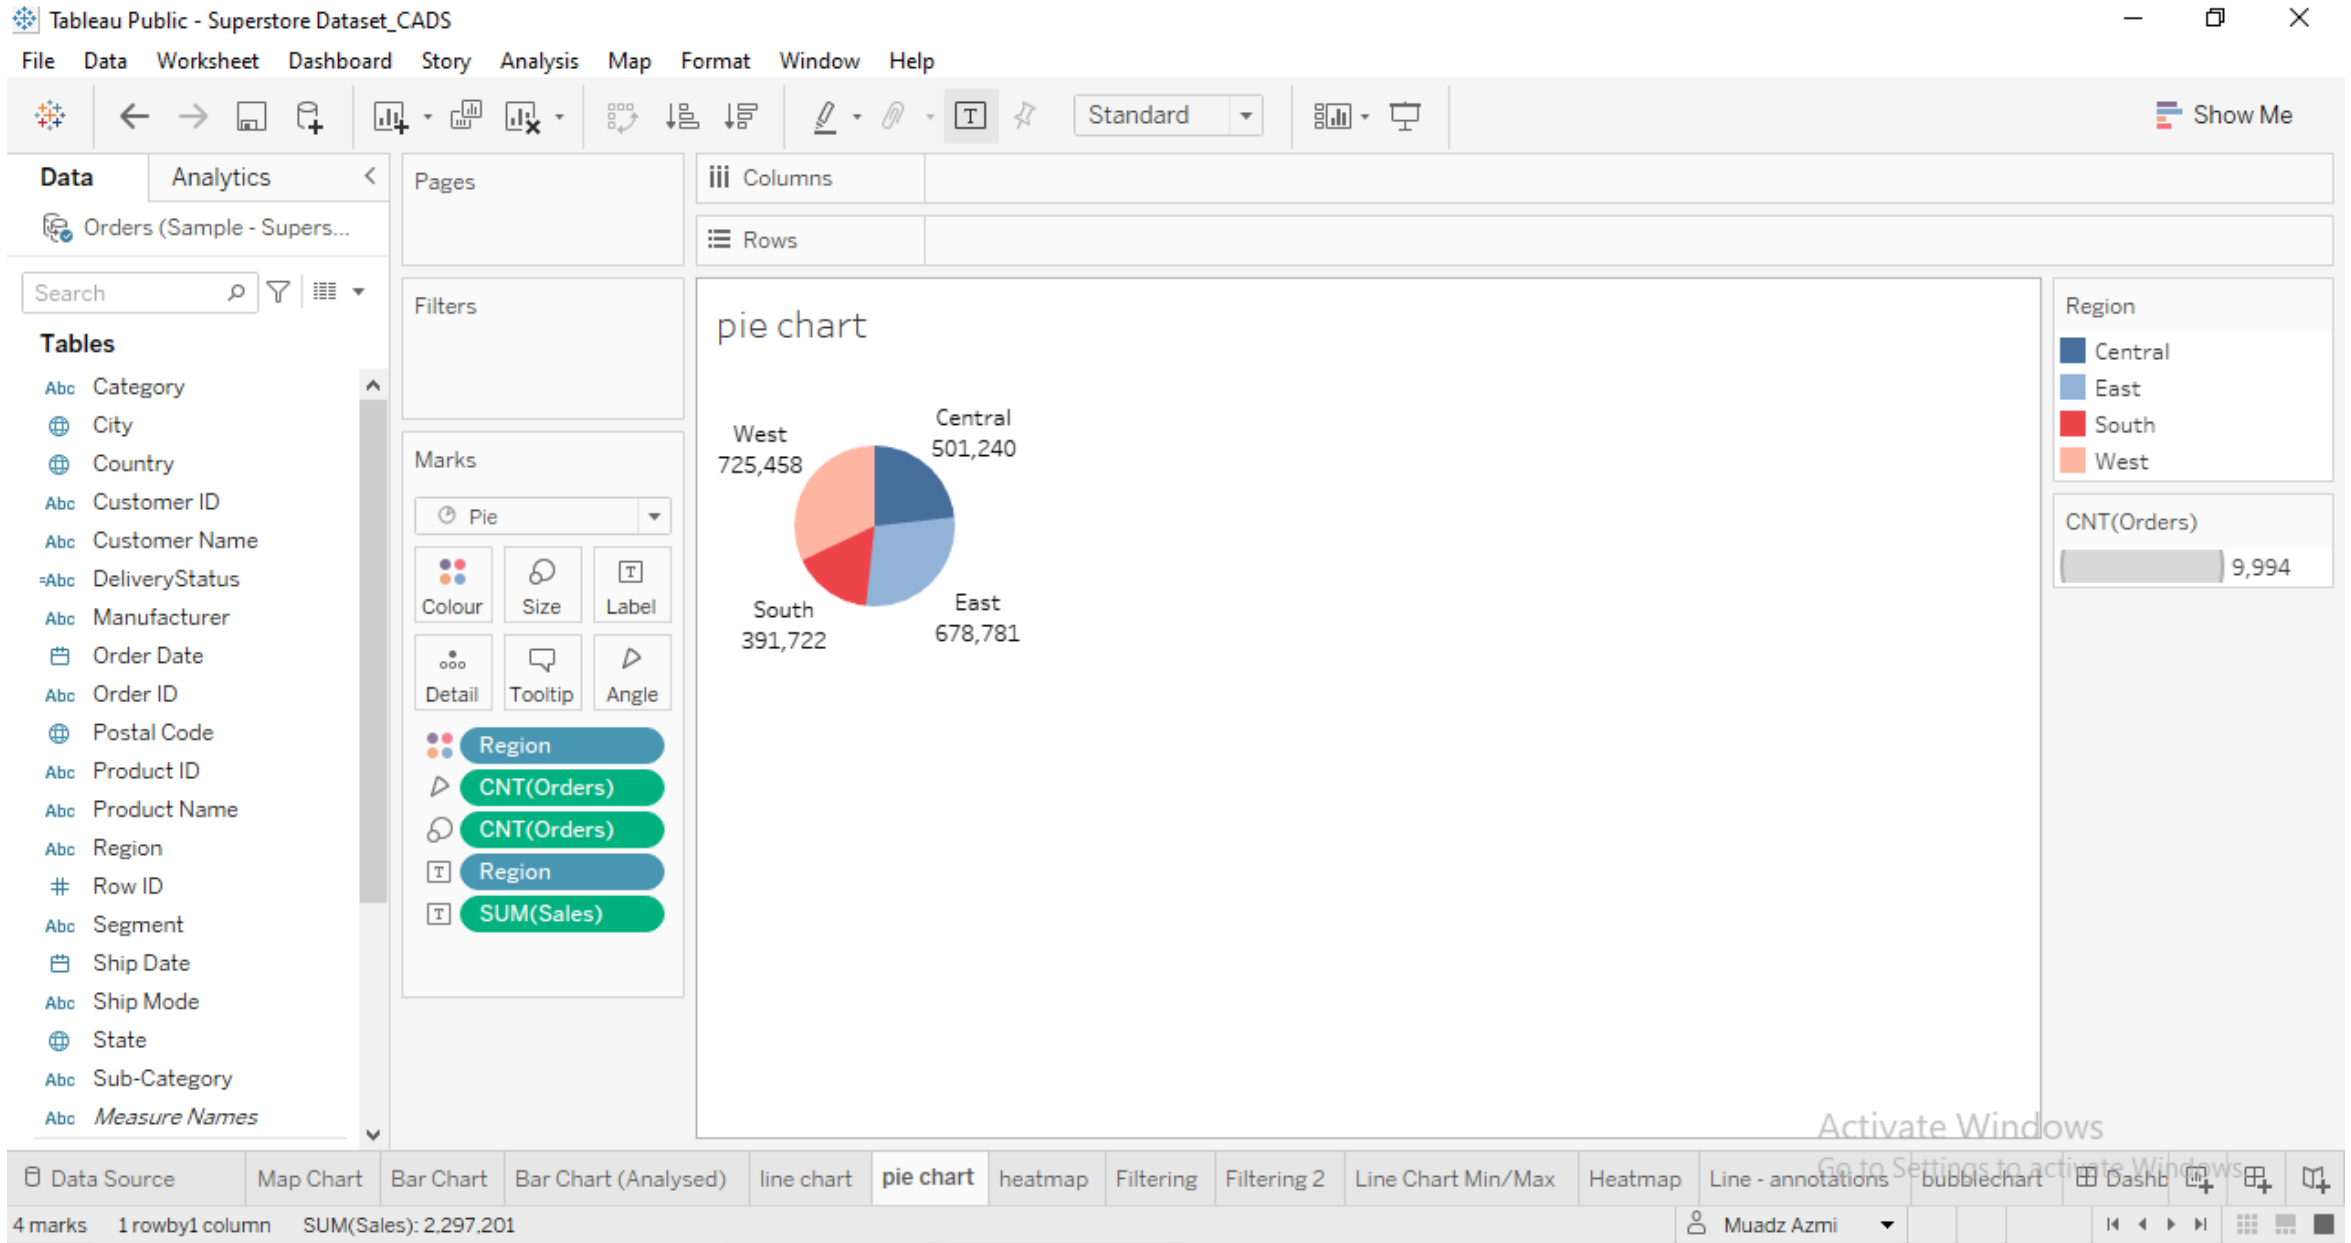 Tableau Public - Superstore Dataset_CADS
File Data Worksheet Dashboard Story Analysis Map Format Window Help
Standard
Show Me
Data Analytics
Orders (Sample - Supers...
Search
Tables
Abc Category
City
Country
Abc Customer ID
Abc Customer Name
=Abc DeliveryStatus
Abc Manufacturer
Order Date
Abc Order ID
Postal Code
Abc Product ID
Abc Product Name
Abc Region
# Row ID
Abc Segment
Ship Date
Abc Ship Mode
State
Abc Sub-Category
Abc Measure Names
Pages
Filters
Marks
Pie
Colour Size Label
Detail Tooltip Angle
Region
CNT(Orders)
CNT(Orders)
Region
SUM(Sales)
Columns
Rows
pie chart
West
725,458
Central
501,240
South
391,722
East
678,781
Region
Central
East
South
West
CNT(Orders)
9,994
Activate Windows
Go to Settings to activate Windows.
Data Source Map Chart Bar Chart Bar Chart (Analysed) line chart pie chart heatmap Filtering Filtering 2 Line Chart Min/Max Heatmap Line - annotations bubblechart Dashb
4 marks 1 row by 1 column SUM(Sales): 2,297,201
Muadz Azmi